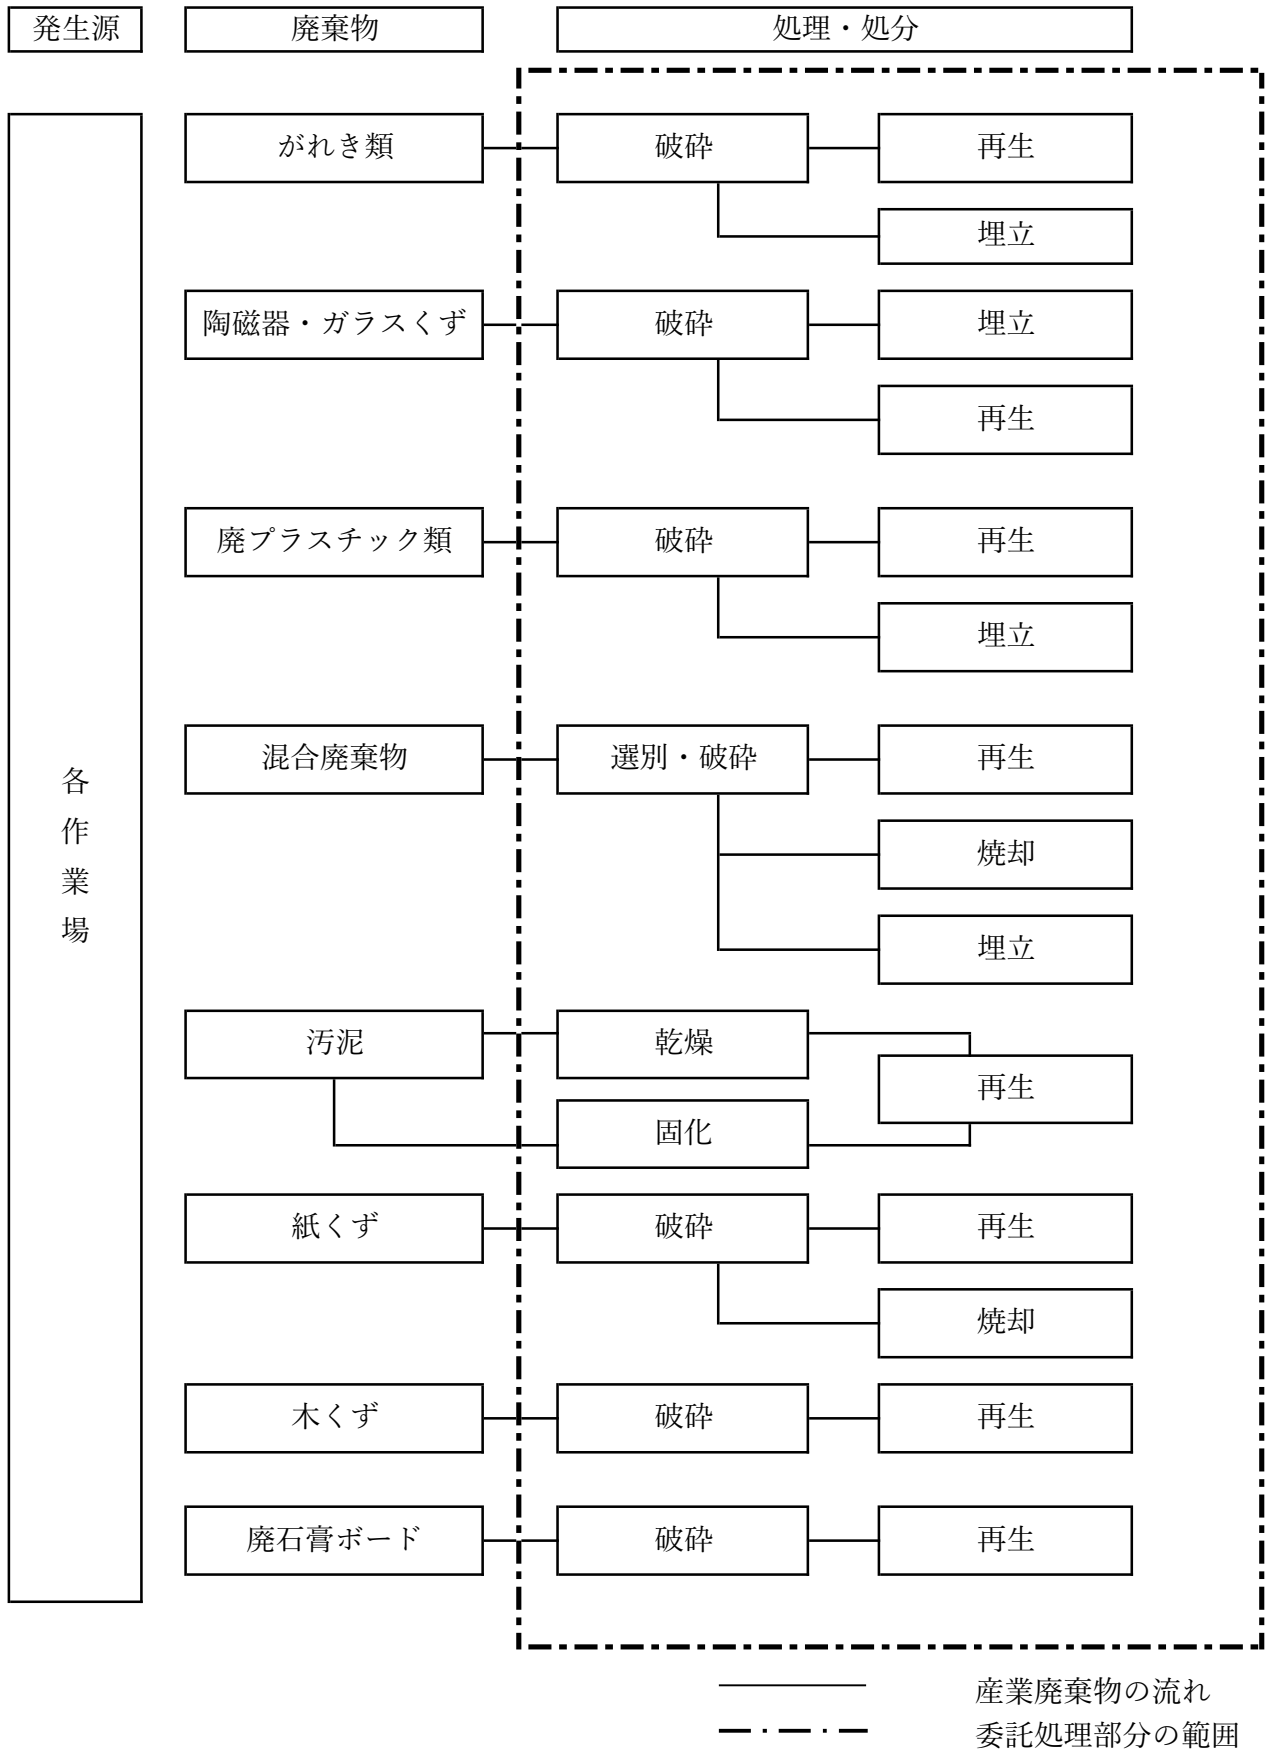 発生源
廃棄物
処理・処分
各作業場
がれき類
破砕
再生
埋立
陶磁器・ガラスくず
破砕
埋立
再生
廃プラスチック類
破砕
再生
埋立
混合廃棄物
選別・破砕
再生
焼却
埋立
汚泥
乾燥
再生
固化
紙くず
破砕
再生
焼却
木くず
破砕
再生
廃石膏ボード
破砕
再生
産業廃棄物の流れ
委託処理部分の範囲